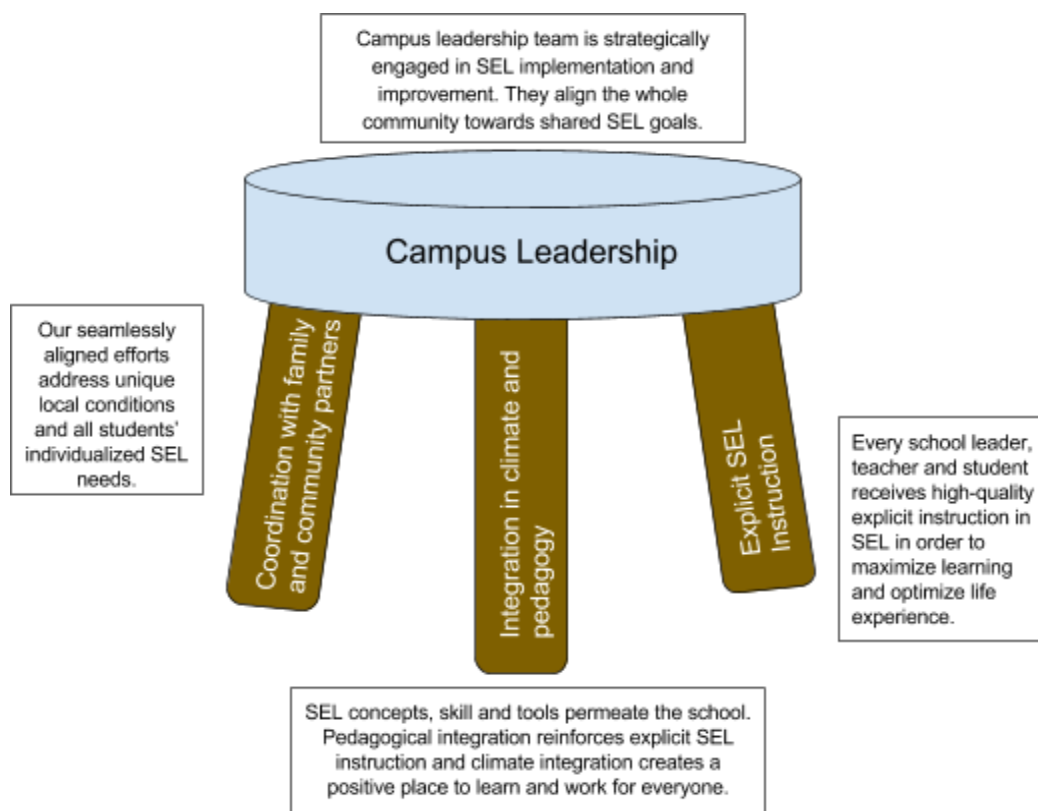 Campus leadership team is strategically
engaged in SEL implementation and
improvement. They align the whole
community towards shared SEL goals.
Campus Leadership
Our seamlessly
aligned efforts
address unique
local conditions
and all students'
individualized SEL
needs.
Coordination with family
and community partners
Integration in climate and
pedagogy
Explicit SEL
Instruction
Every school leader,
teacher and student
receives high-quality
explicit instruction in
SEL in order to
maximize learning
and optimize life
experience.
SEL concepts, skill and tools permeate the school.
Pedagogical integration reinforces explicit SEL
instruction and climate integration creates a
positive place to learn and work for everyone.